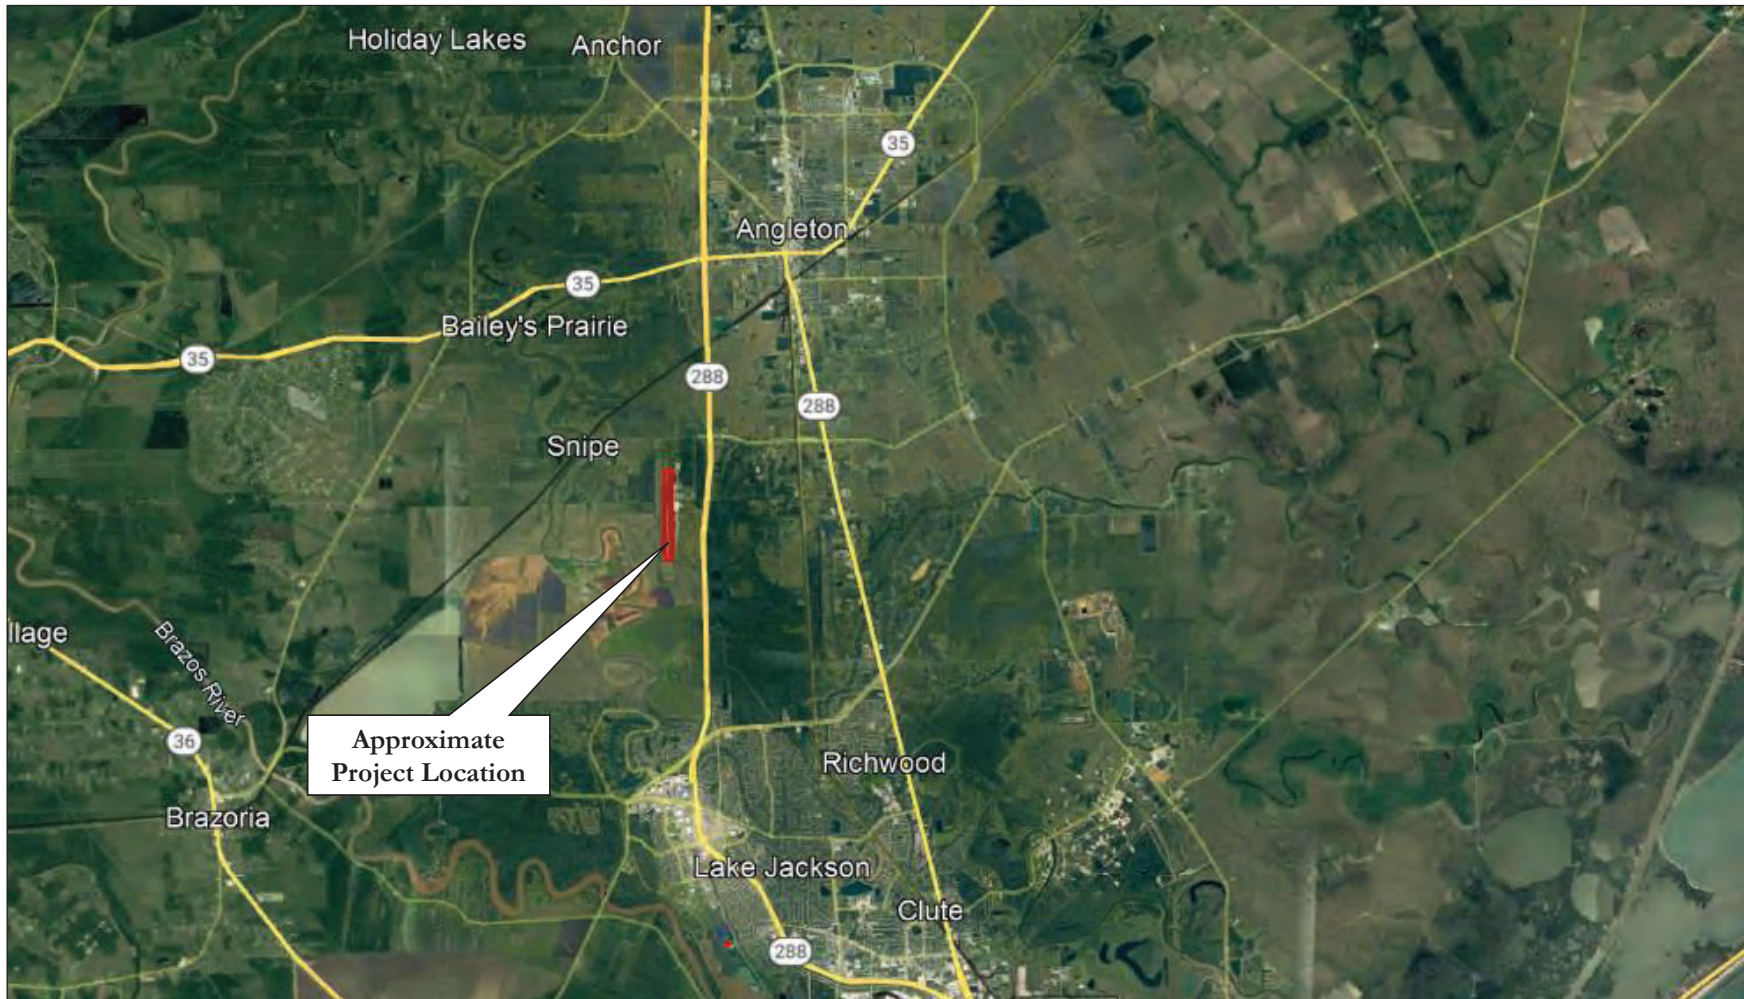 Holiday Lakes
Anchor
35
Angleton
35
Bailey's Prairie
35
288
288
Snipe
llage
Brazos River
36
Approximate
Project Location
Richwood
Brazoria
Lake Jackson
Clute
288